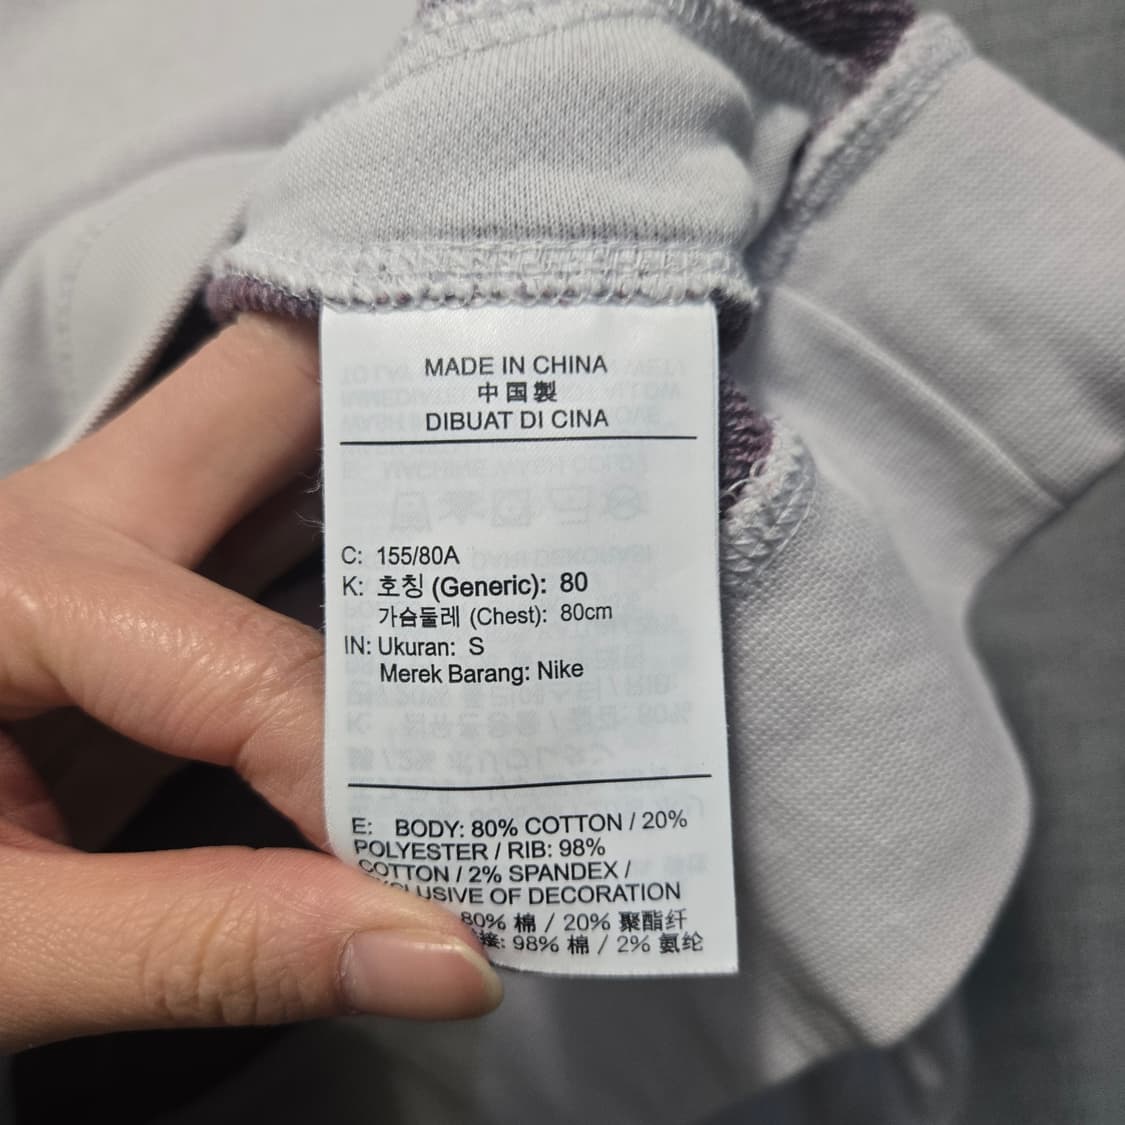 MADE IN CHINA
中国製
DIBUAT DI CINA
C: 155/80A
K: 호칭 (Generic): 80
가슴둘레 (Chest): 80cm
IN: Ukuran: S
Merek Barang: Nike
E: BODY: 80% COTTON / 20%
POLYESTER / RIB: 98%
COTTON / 2% SPANDEX /
EXCLUSIVE OF DECORATION
80% 棉 / 20% 聚酯纤
接: 98% 棉 / 2% 氨纶